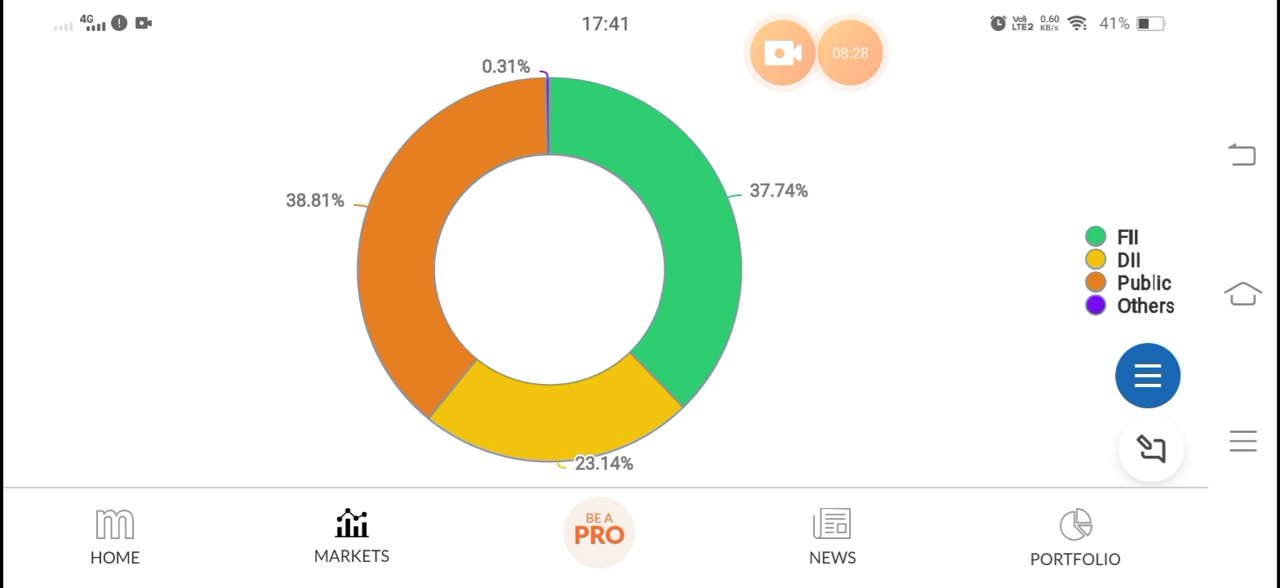 4G
17:41
Vo))
LTE2
0.60
KB/s
41%
08:28
0.31%
38.81%
37.74%
23.14%
FII
DII
Public
Others
m
HOME
MARKETS
BE A
PRO
NEWS
PORTFOLIO